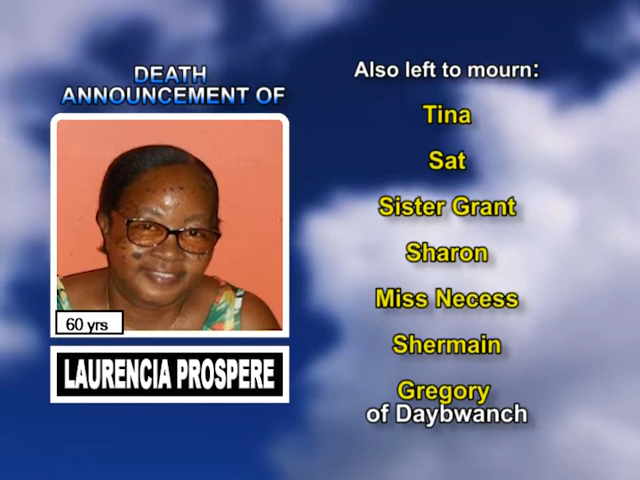 DEATH
ANNOUNCEMENT OF
60 yrs
LAURENCIA PROSPERE
Also left to mourn:
Tina
Sat
Sister Grant
Sharon
Miss Necess
Shermain
Gregory
of Daybwanch